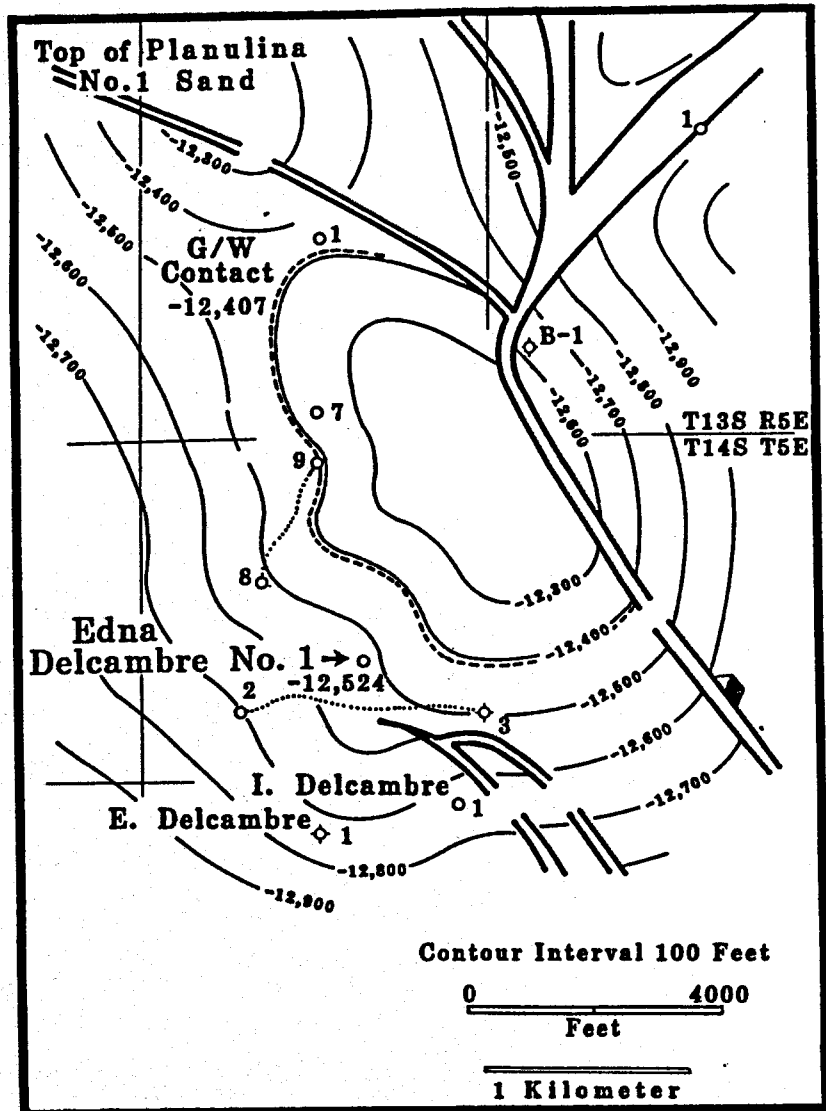 Top of Planulina
No.1 Sand
-12,300
-12,400
-12,500
-12,600
-12,700
G/W
Contact
-12,407
1
-12,500
1
B-1
-12,900
-12,800
-12,700
-12,600
T13S R5E
T14S T5E
7
9
8
-12,300
-12,400
Edna
Delcambre No. 1
-12,524
2
3
-12,500
-12,600
-12,700
I. Delcambre
1
E. Delcambre
1
-12,800
-12,900
Contour Interval 100 Feet
0 4000
Feet
1 Kilometer